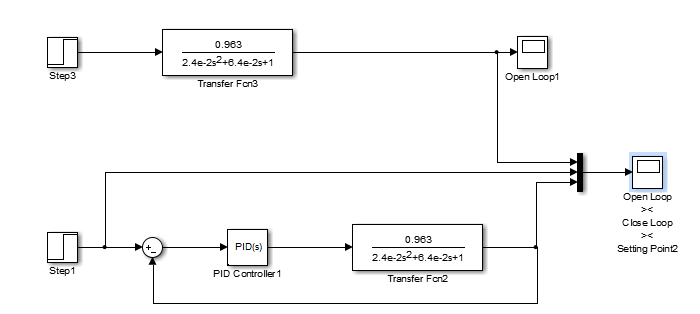 0.963
2.4e-2s²+6.4e-2s+1
Step3
Transfer Fcn3
Open Loop1
Open Loop
><
Close Loop
><
Setting Point2
+
−
PID(s)
0.963
2.4e-2s²+6.4e-2s+1
Step1
PID Controller1
Transfer Fcn2